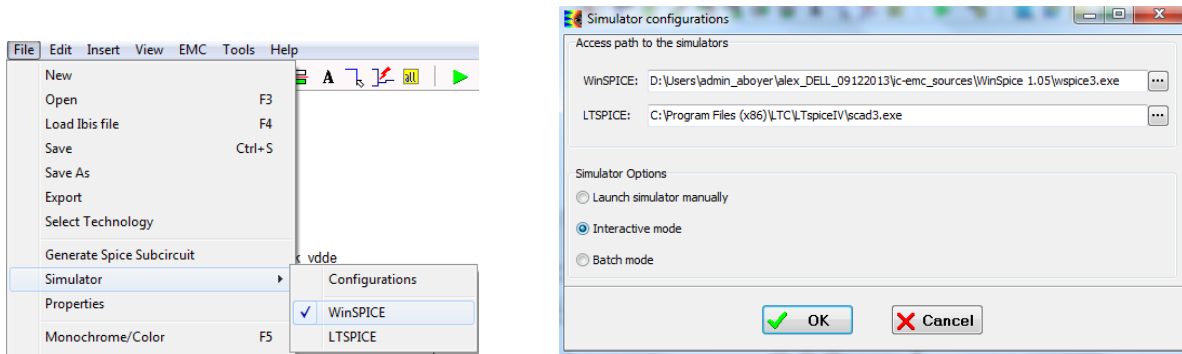 File Edit Insert View EMC Tools Help
New
Open F3
Load Ibis file F4
Save Ctrl+S
Save As
Export
Select Technology
Generate Spice Subcircuit
Simulator
Properties
Monochrome/Color F5
A
all
k vdde
Configurations
WinSPICE
LTSPICE
Simulator configurations
Access path to the simulators
WinSPICE: D:\Users\admin_aboyer\alex_DELL_09122013\ic-emc_sources\WinSpice 1.05\wspice3.exe ...
LTSPICE: C:\Program Files (x86)\LTC\LTspiceIV\scad3.exe ...
Simulator Options
Launch simulator manually
Interactive mode
Batch mode
OK Cancel